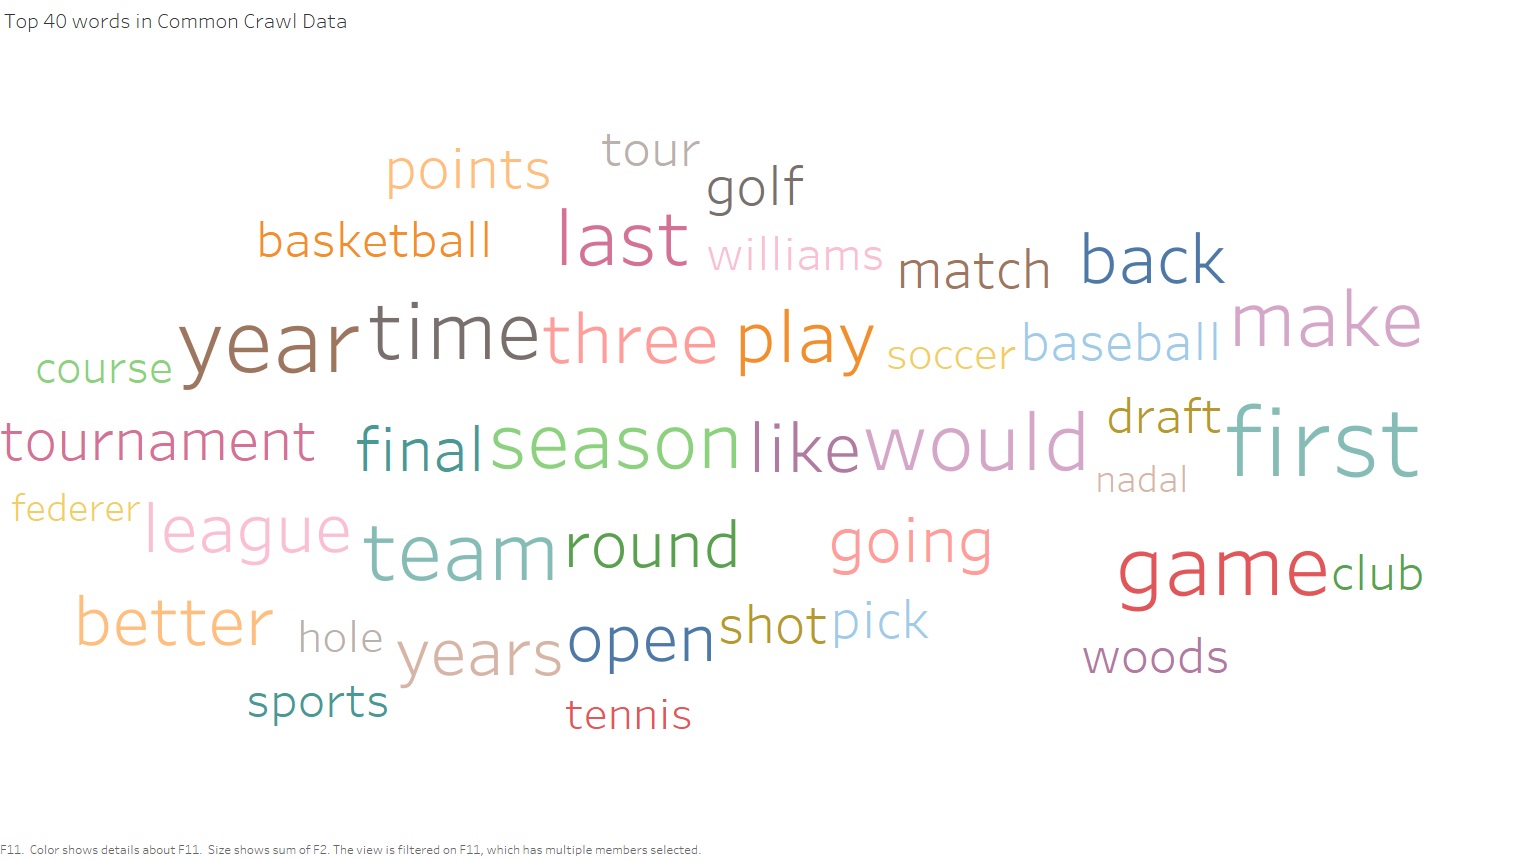 Top 40 words in Common Crawl Data
points tour golf
basketball last williams match back
course year time three play soccer baseball make
tournament final season like would draft first
federer league team round going nadal game club
better hole years open shot pick woods
sports tennis
F11. Color shows details about F11. Size shows sum of F2. The view is filtered on F11, which has multiple members selected.